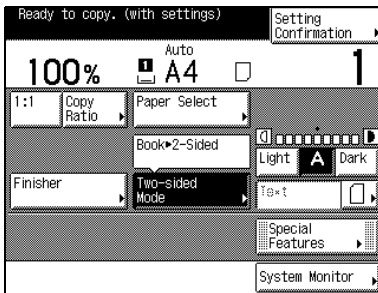 Ready to copy. (with settings)
Setting
Confirmation
100%
1
Auto
A4
1
1:1
Copy
Ratio
Paper Select
Book▸2-Sided
Light
A
Dark
Finisher
Two-sided
Mode
Text
Special
Features
System Monitor